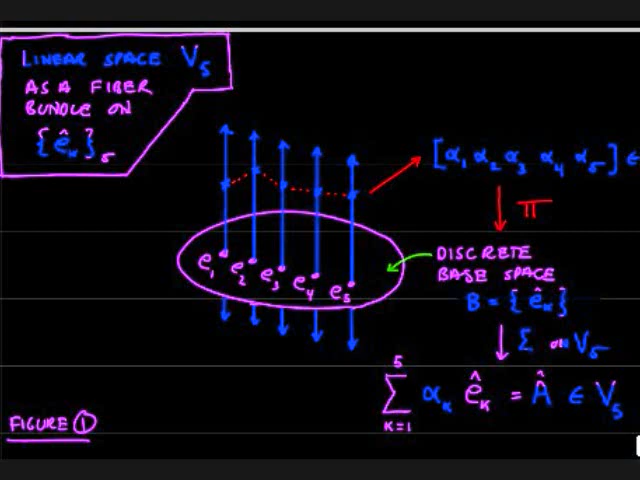 LINEAR SPACE V₅
AS A FIBER
BUNDLE ON
{ê_k}₅
[α₁ α₂ α₃ α₄ α₅] ∈
π
e₁ e₂ e₃ e₄ e₅
DISCRETE
BASE SPACE
B = {ê_k}
Σ on V₅
5
Σ α_k ê_k = Â ∈ V₅
K=1
FIGURE ①